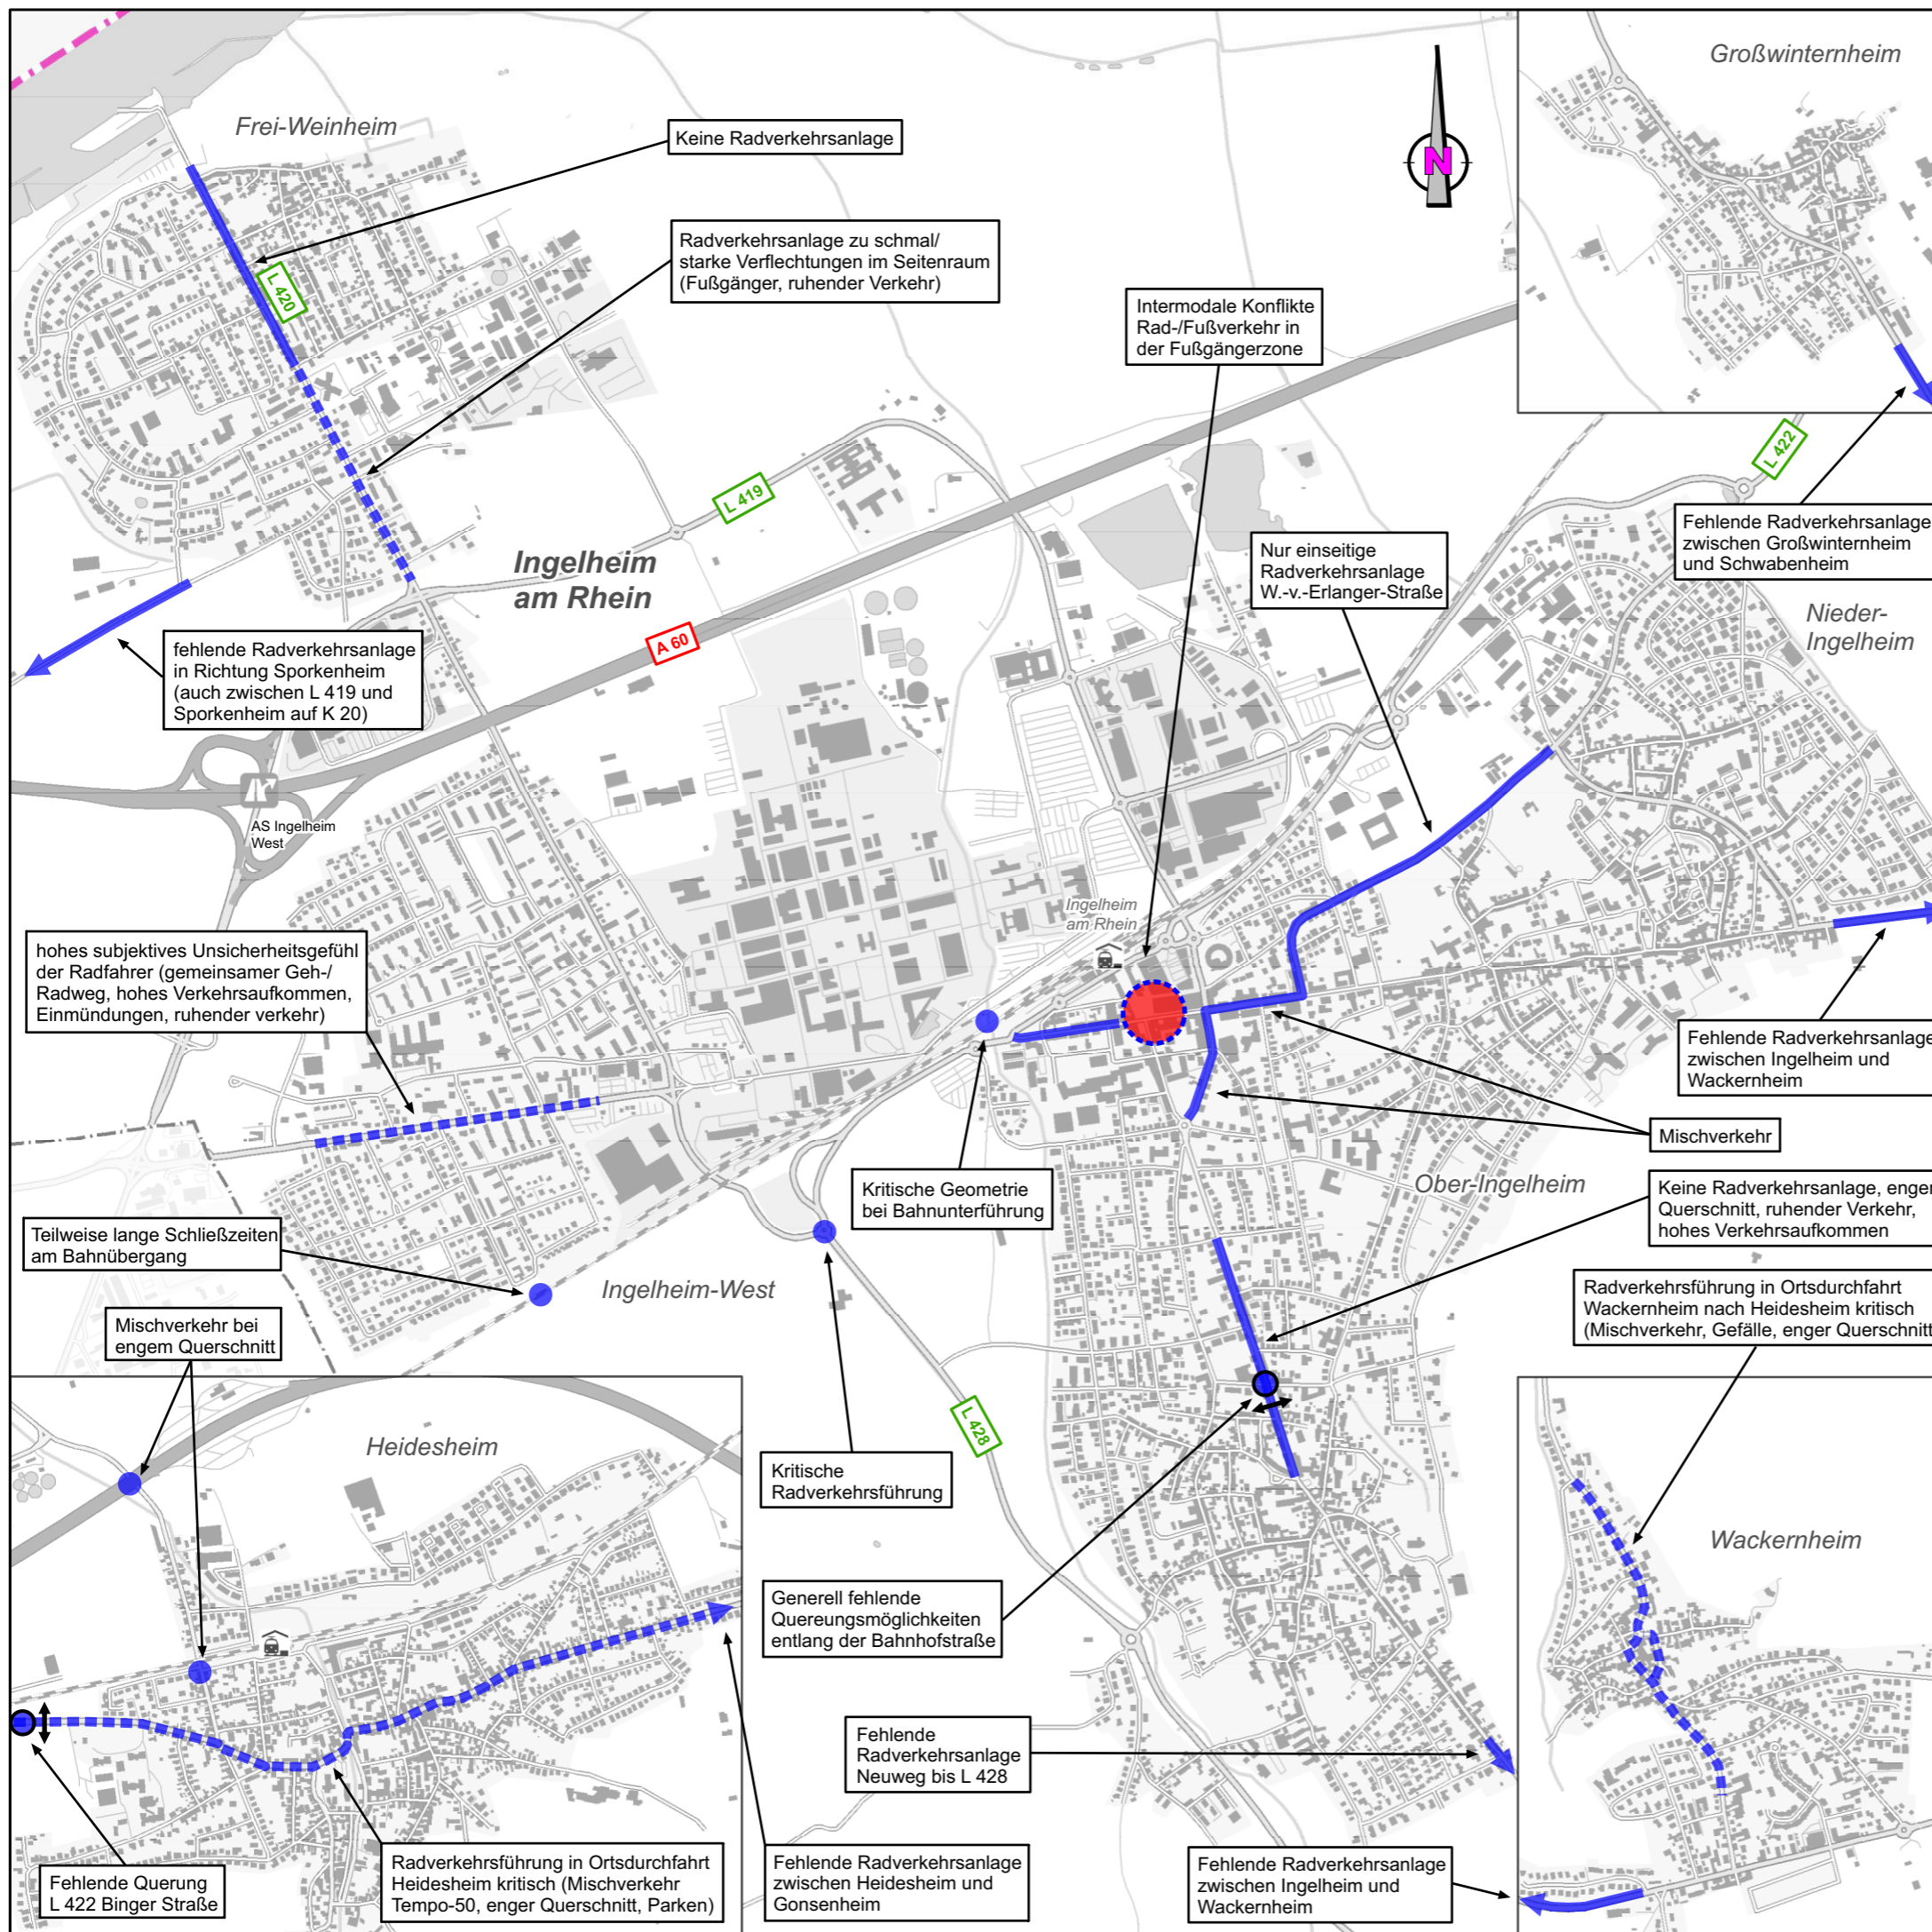 Großwinternheim
Frei-Weinheim
Keine Radverkehrsanlage
N
Radverkehrsanlage zu schmal/
starke Verflechtungen im Seitenraum
(Fußgänger, ruhender Verkehr)
L 420
Intermodale Konflikte
Rad-/Fußverkehr in
der Fußgängerzone
L 422
L 419
Fehlende Radverkehrsanlage
zwischen Großwinternheim
und Schwabenheim
Nur einseitige
Radverkehrsanlage
W.-v.-Erlanger-Straße
Ingelheim
am Rhein
Nieder-
Ingelheim
A 60
fehlende Radverkehrsanlage
in Richtung Sporkenheim
(auch zwischen L 419 und
Sporkenheim auf K 20)
AS Ingelheim
West
Ingelheim
am Rhein
hohes subjektives Unsicherheitsgefühl
der Radfahrer (gemeinsamer Geh-/
Radweg, hohes Verkehrsaufkommen,
Einmündungen, ruhender verkehr)
Fehlende Radverkehrsanlage
zwischen Ingelheim und
Wackernheim
Mischverkehr
Kritische Geometrie
bei Bahnunterführung
Ober-Ingelheim
Keine Radverkehrsanlage, enger
Querschnitt, ruhender Verkehr,
hohes Verkehrsaufkommen
Teilweise lange Schließzeiten
am Bahnübergang
Ingelheim-West
Radverkehrsführung in Ortsdurchfahrt
Wackernheim nach Heidesheim kritisch
(Mischverkehr, Gefälle, enger Querschnitt
Mischverkehr bei
engem Querschnitt
L 428
Heidesheim
Kritische
Radverkehrsführung
Wackernheim
Generell fehlende
Quereungsmöglichkeiten
entlang der Bahnhofstraße
Fehlende
Radverkehrsanlage
Neuweg bis L 428
Fehlende Querung
L 422 Binger Straße
Radverkehrsführung in Ortsdurchfahrt
Heidesheim kritisch (Mischverkehr
Tempo-50, enger Querschnitt, Parken)
Fehlende Radverkehrsanlage
zwischen Heidesheim und
Gonsenheim
Fehlende Radverkehrsanlage
zwischen Ingelheim und
Wackernheim